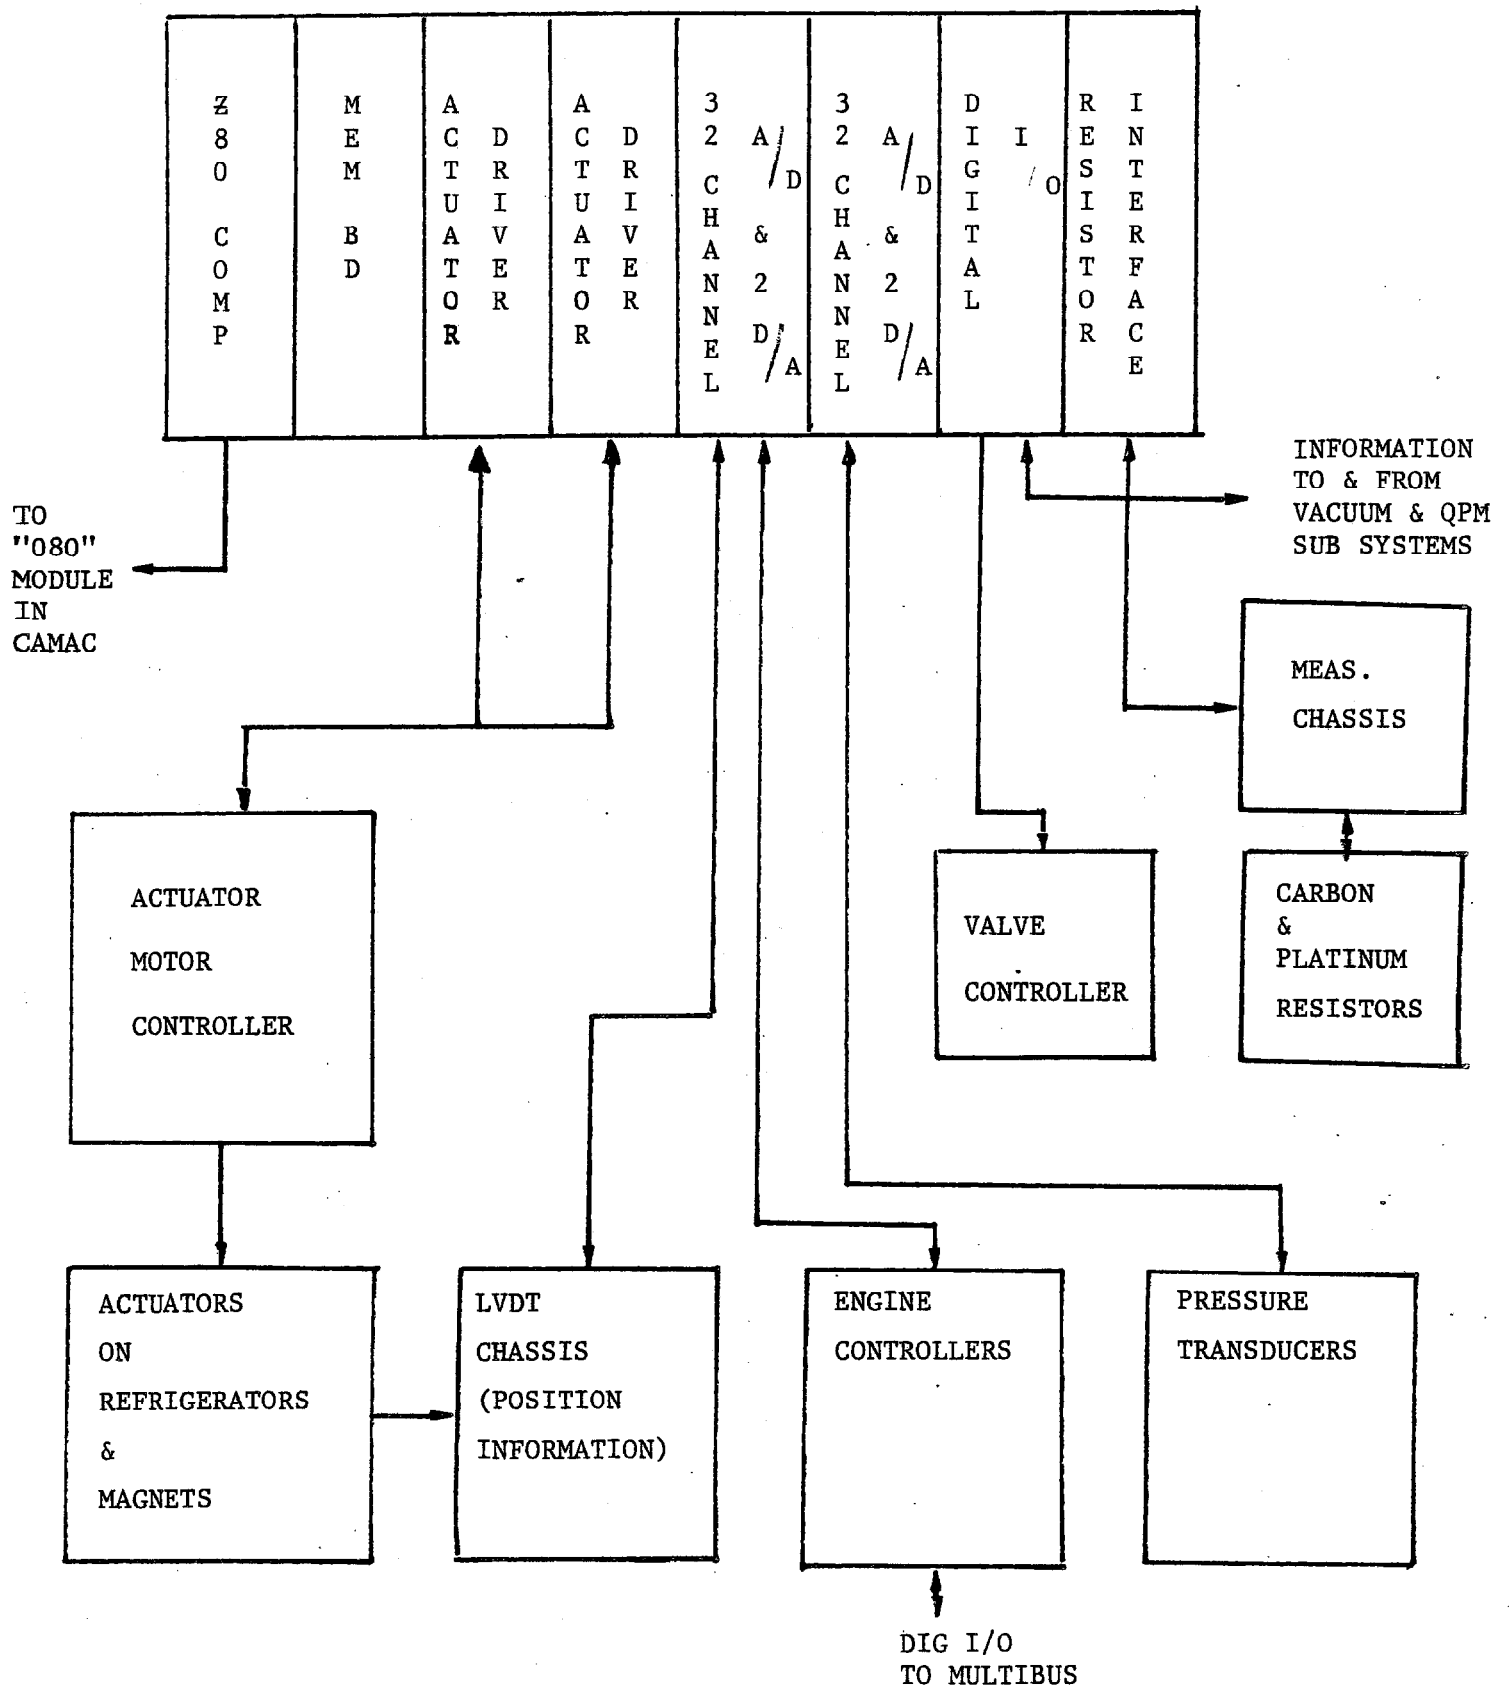 Z80 COMP
MEM BD
ACTUATOR
DRIVER
ACTUATOR
DRIVER
32 CHANNEL
A/D & 2 D/A
32 CHANNEL
A/D & 2 D/A
DIGITAL
I/O
RESISTOR
INTERFACE
TO
"080"
MODULE
IN
CAMAC
INFORMATION
TO & FROM
VACUUM & QPM
SUB SYSTEMS
MEAS.
CHASSIS
ACTUATOR
MOTOR
CONTROLLER
VALVE
CONTROLLER
CARBON
&
PLATINUM
RESISTORS
ACTUATORS
ON
REFRIGERATORS
&
MAGNETS
LVDT
CHASSIS
(POSITION
INFORMATION)
ENGINE
CONTROLLERS
PRESSURE
TRANSDUCERS
DIG I/O
TO MULTIBUS